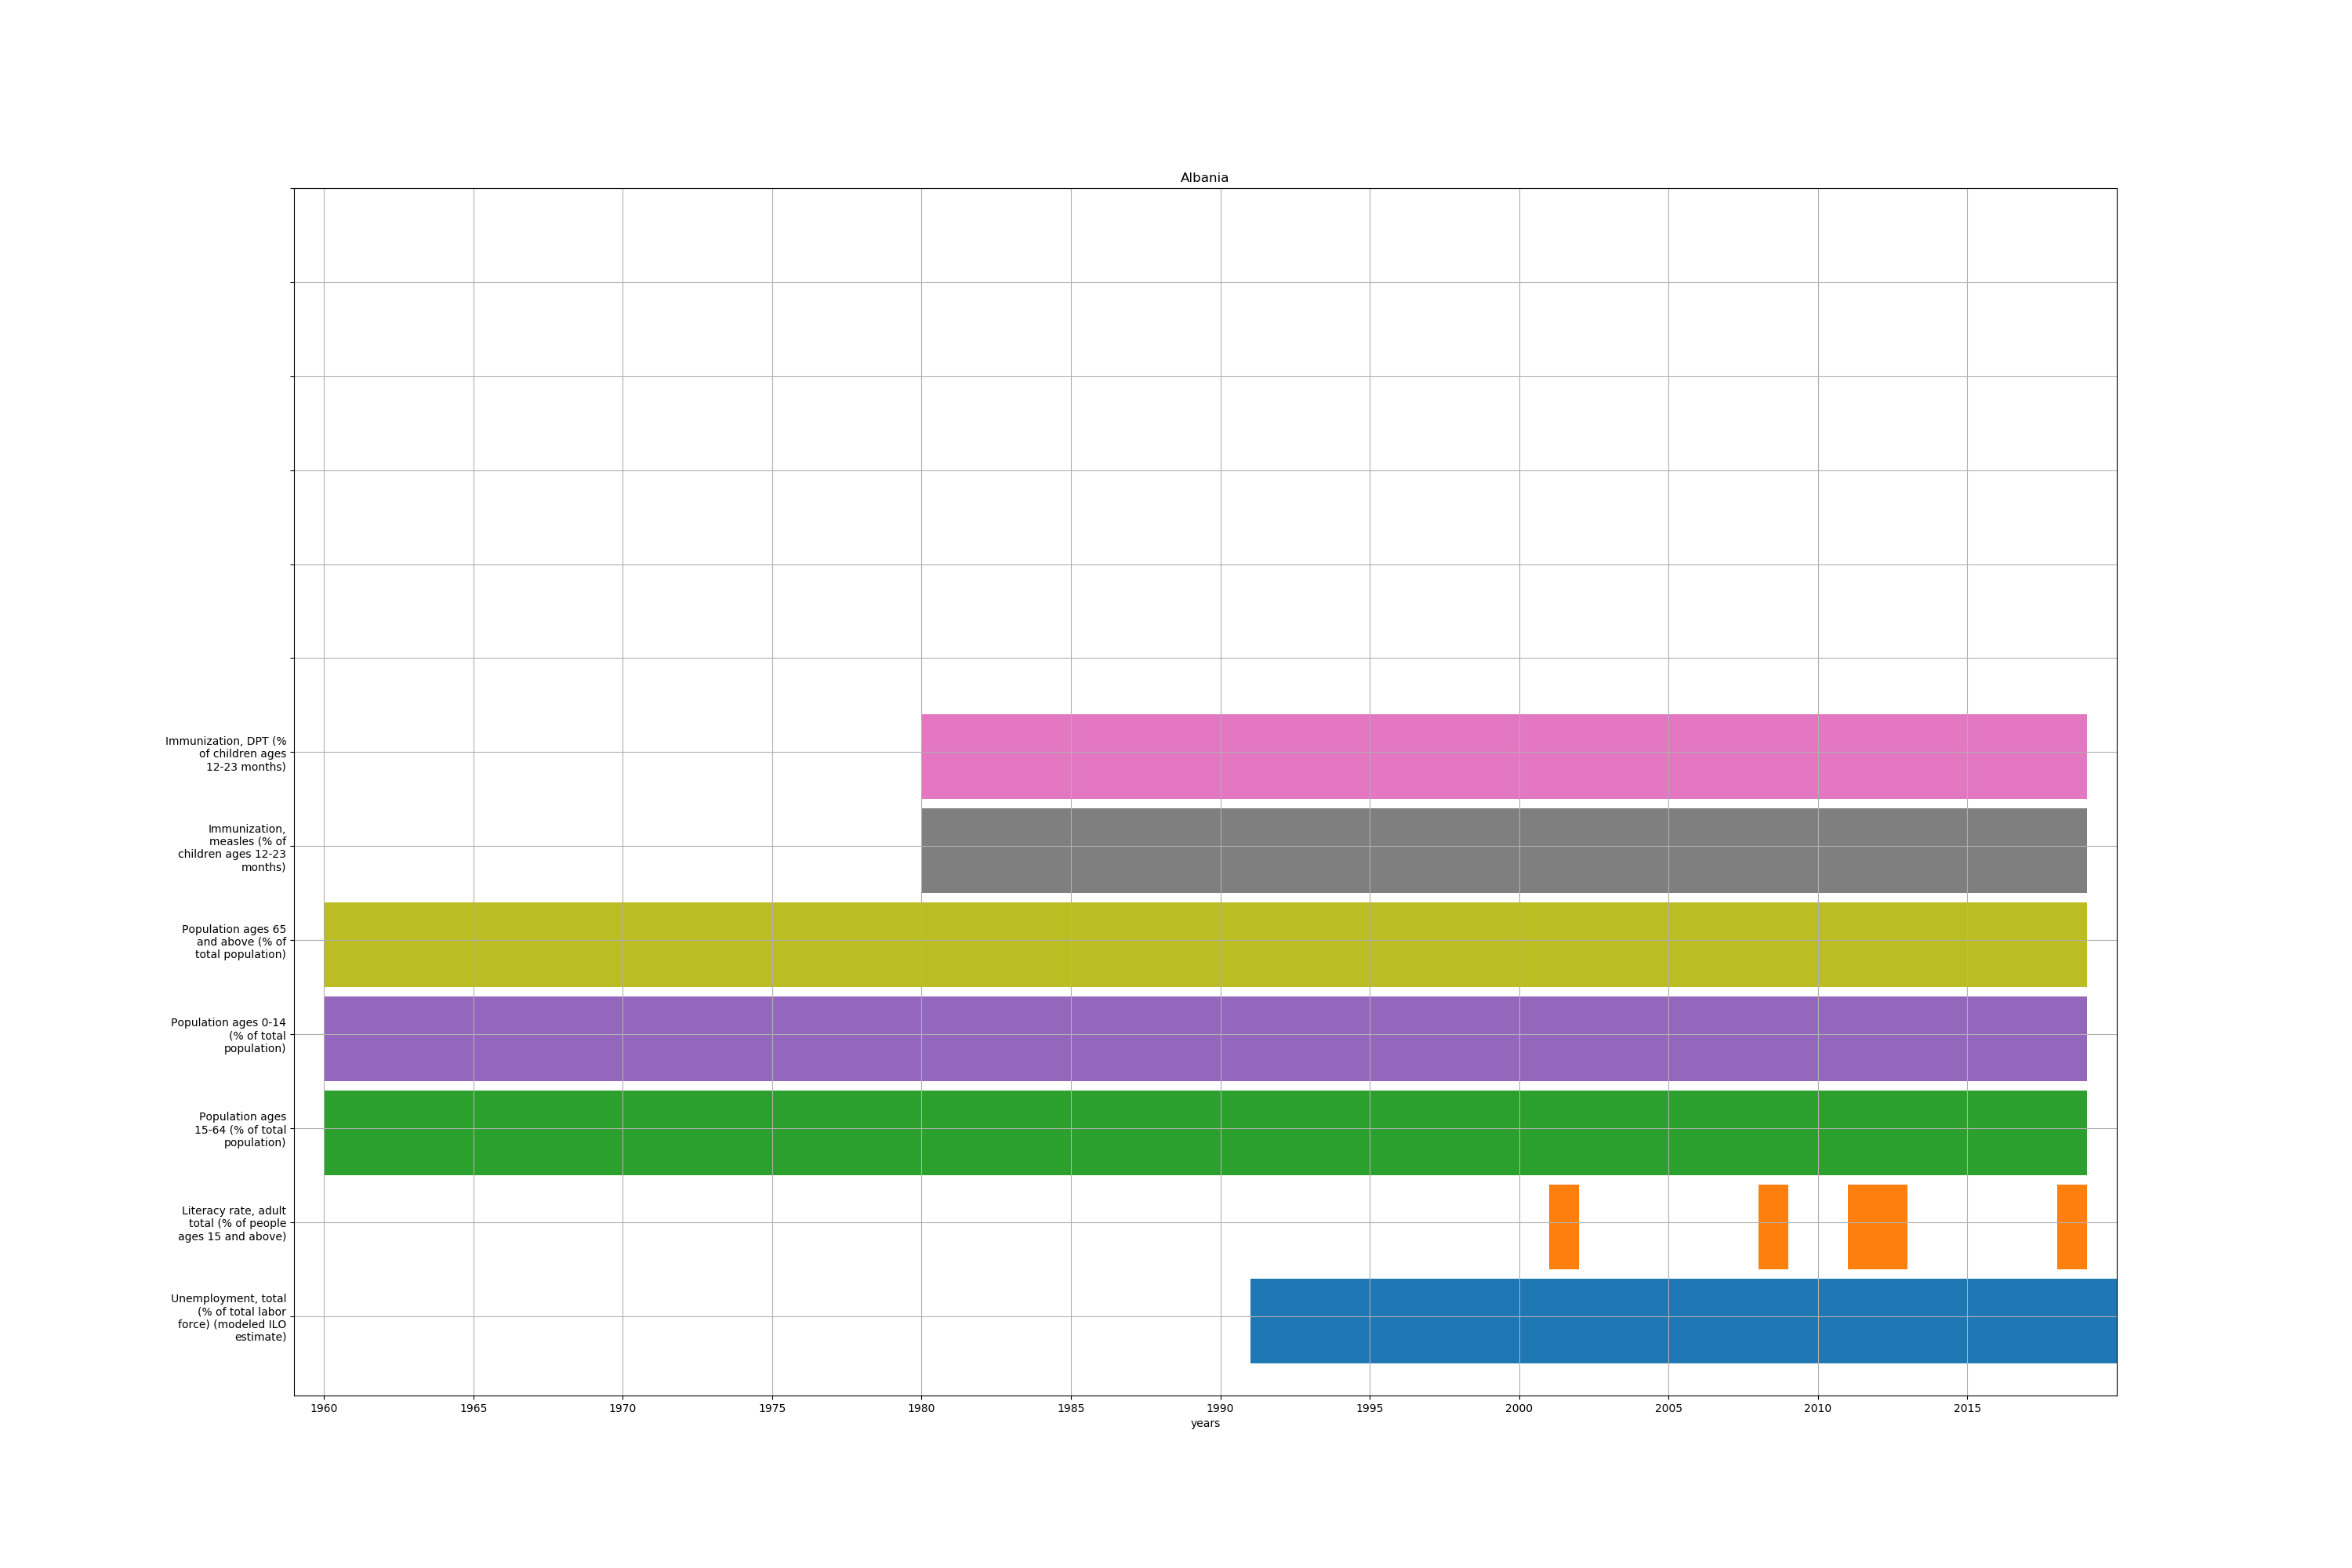 Albania
Immunization, DPT (%
of children ages
12-23 months)
Immunization,
measles (% of
children ages 12-23
months)
Population ages 65
and above (% of
total population)
Population ages 0-14
(% of total
population)
Population ages
15-64 (% of total
population)
Literacy rate, adult
total (% of people
ages 15 and above)
Unemployment, total
(% of total labor
force) (modeled ILO
estimate)
1960 1965 1970 1975 1980 1985 1990 1995 2000 2005 2010 2015
years